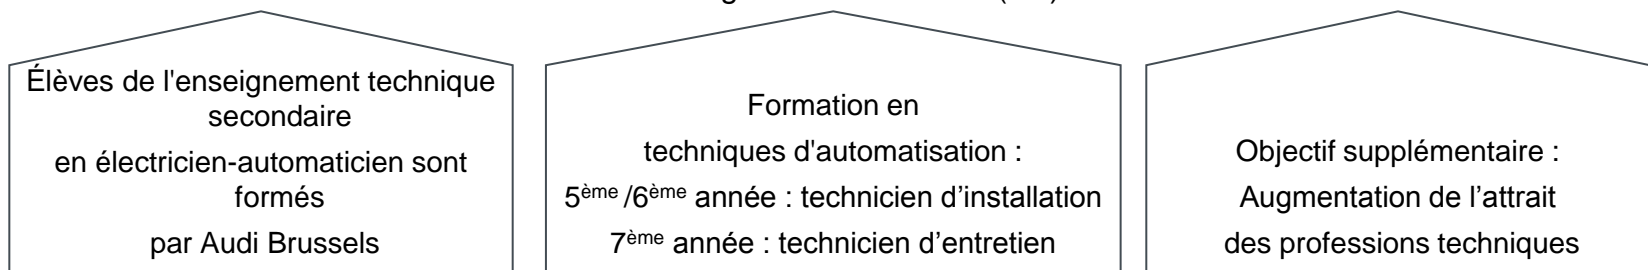 Élèves de l'enseignement technique
secondaire
en électricien-automaticien sont
formés
par Audi Brussels
Formation en
techniques d'automatisation :
5ème /6ème année : technicien d’installation
7ème année : technicien d’entretien
Objectif supplémentaire :
Augmentation de l’attrait
des professions techniques